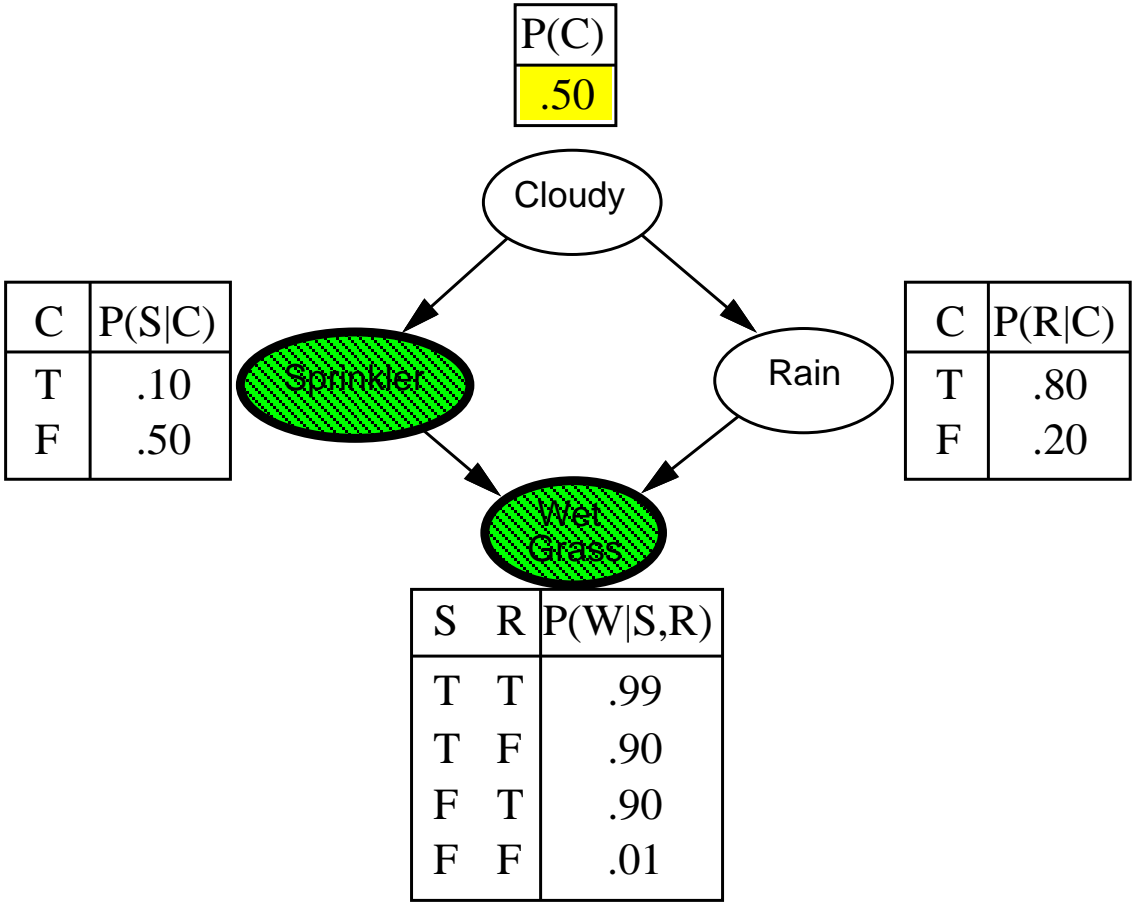 P(C)
.50
Cloudy
C P(S|C)
T .10
F .50
Sprinkler
Rain
C P(R|C)
T .80
F .20
Wet
Grass
S R P(W|S,R)
T T .99
T F .90
F T .90
F F .01